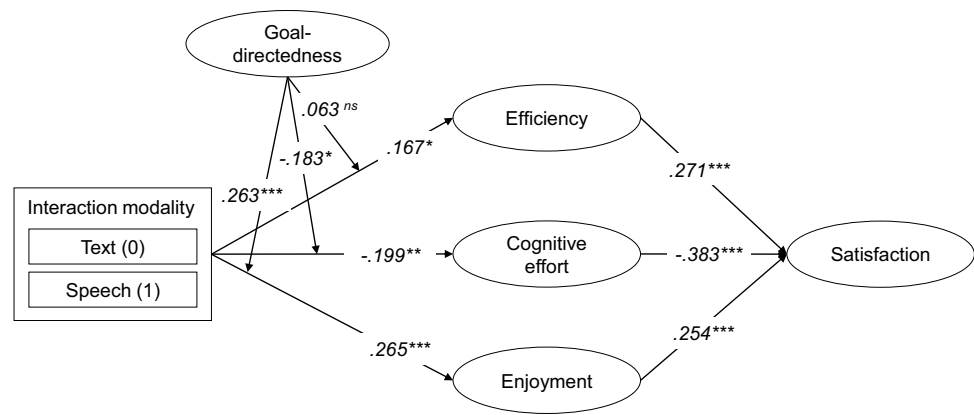 Goal-
directedness
.063 ns
Efficiency
.167*
-.183*
.271***
.263***
Interaction modality
Text (0)
-.199**
Cognitive
effort
-.383***
Satisfaction
Speech (1)
.265***
.254***
Enjoyment